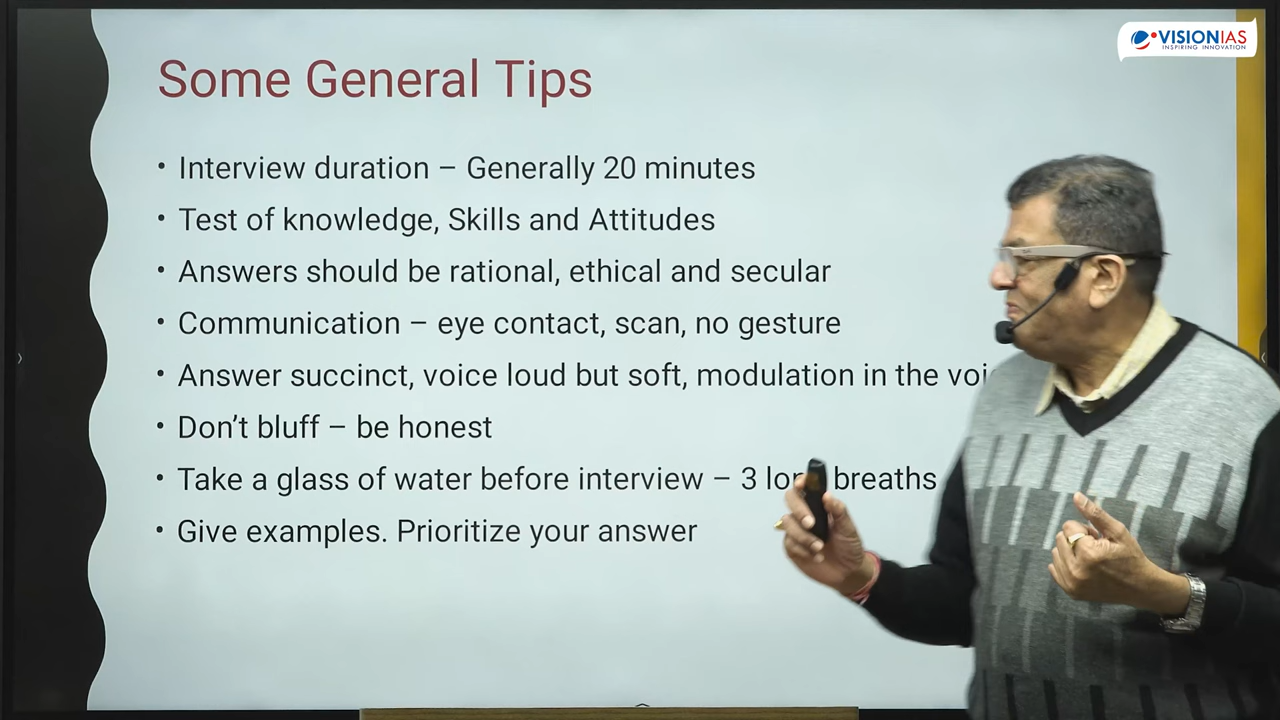 VISIONIAS
INSPIRING INNOVATION
Some General Tips
• Interview duration – Generally 20 minutes
• Test of knowledge, Skills and Attitudes
• Answers should be rational, ethical and secular
• Communication – eye contact, scan, no gesture
• Answer succinct, voice loud but soft, modulation in the
• Don’t bluff – be honest
• Take a glass of water before interview – 3 breaths
• Give examples. Prioritize your answer